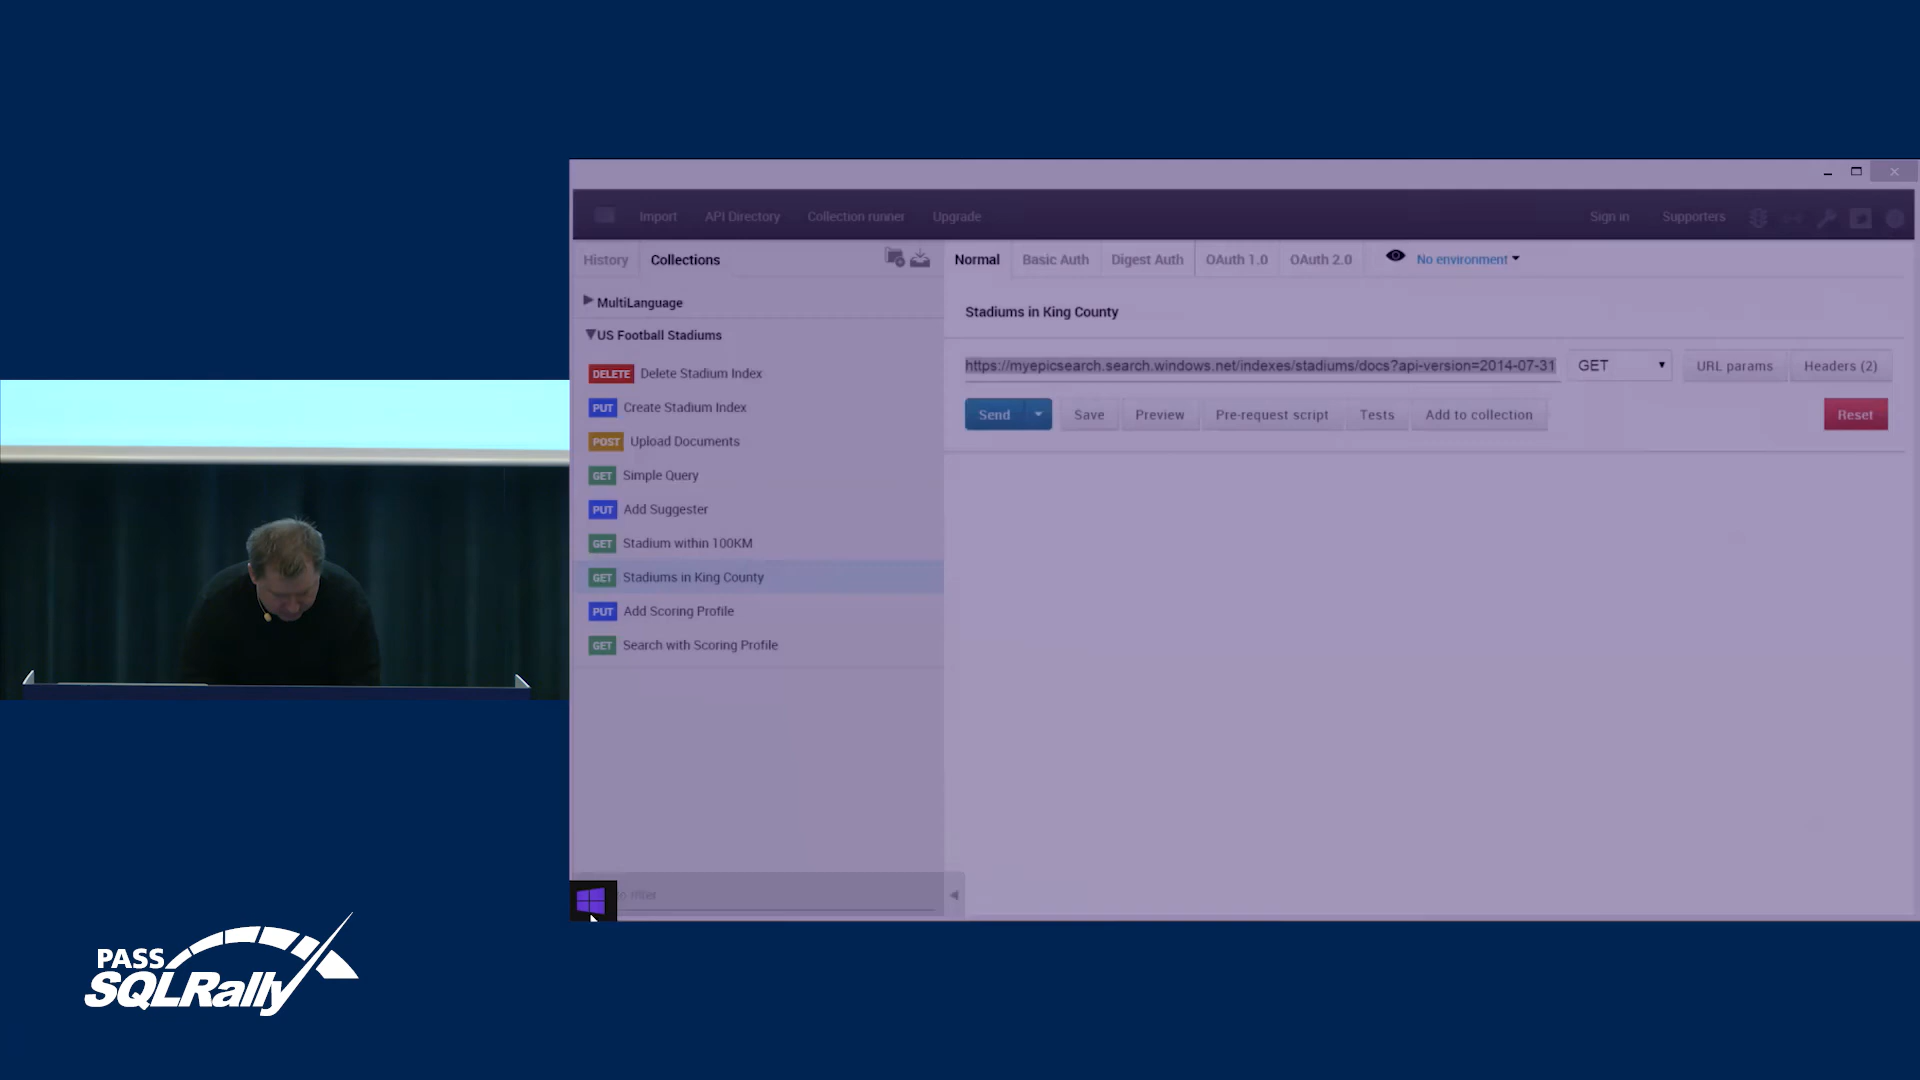 Import API Directory Collection runner Upgrade Sign in Supporters
History Collections
MultiLanguage
US Football Stadiums
DELETE Delete Stadium Index
PUT Create Stadium Index
POST Upload Documents
GET Simple Query
PUT Add Suggester
GET Stadium within 100KM
GET Stadiums in King County
PUT Add Scoring Profile
GET Search with Scoring Profile
Normal Basic Auth Digest Auth OAuth 1.0 OAuth 2.0 No environment
Stadiums in King County
https://myepicsearch.search.windows.net/indexes/stadiums/docs?api-version=2014-07-31 GET URL params Headers (2)
Send Save Preview Pre-request script Tests Add to collection Reset
PASS
SQLRally